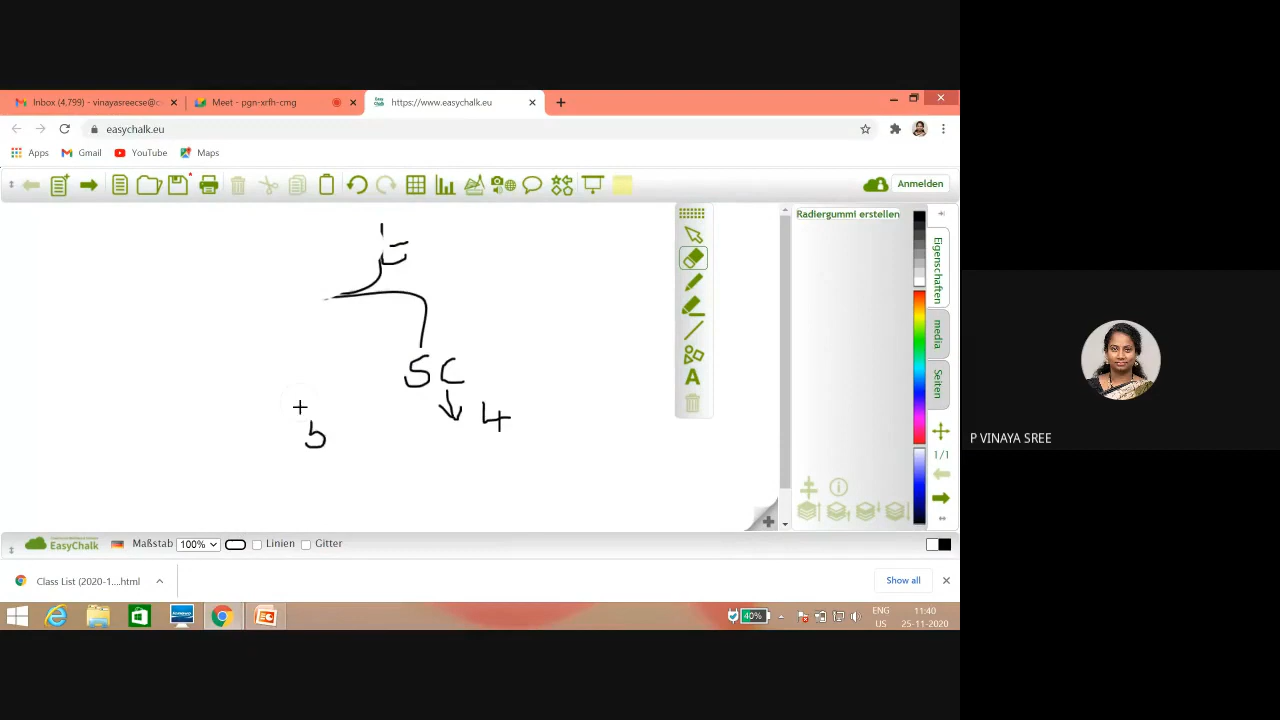 Inbox (4,799) - vinayasreecse@c
Meet - pgn-xrfh-cmg
https://www.easychalk.eu
easychalk.eu
Apps
Gmail
YouTube
Maps
Anmelden
Radiergummi erstellen
Eigenschaften
media
Seiten
E
SC
4
5
1/1
P VINAYA SREE
EasyChalk
Maßstab
100%
Linien
Gitter
Class List (2020-1....html
Show all
40%
ENG
US
11:40
25-11-2020